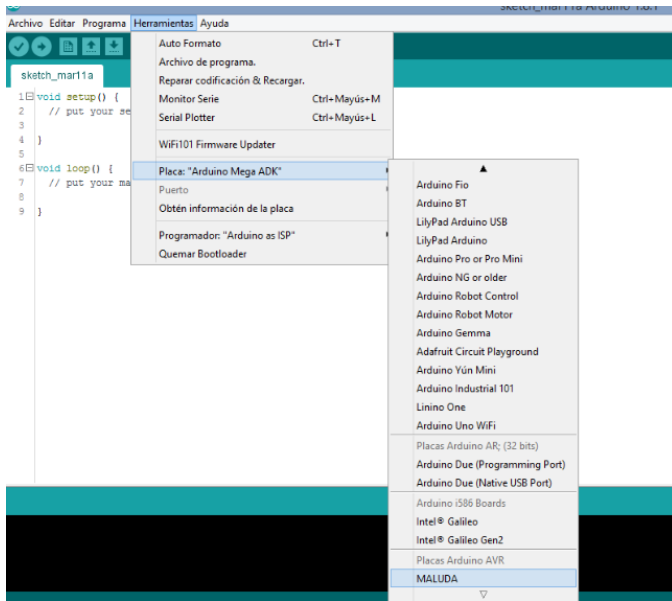 sketch_mar11a Arduino 1.8.1
Archivo Editar Programa Herramientas Ayuda
sketch_mar11a
1 void setup() {
2 // put your se
3
4 }
5
6 void loop() {
7 // put your ma
8
9 }
Auto Formato Ctrl+T
Archivo de programa.
Reparar codificación & Recargar.
Monitor Serie Ctrl+Mayús+M
Serial Plotter Ctrl+Mayús+L
WiFi101 Firmware Updater
Placa: "Arduino Mega ADK"
Puerto
Obtén información de la placa
Programador: "Arduino as ISP"
Quemar Bootloader
Arduino Fio
Arduino BT
LilyPad Arduino USB
LilyPad Arduino
Arduino Pro or Pro Mini
Arduino NG or older
Arduino Robot Control
Arduino Robot Motor
Arduino Gemma
Adafruit Circuit Playground
Arduino Yún Mini
Arduino Industrial 101
Linino One
Arduino Uno WiFi
Placas Arduino AR; (32 bits)
Arduino Due (Programming Port)
Arduino Due (Native USB Port)
Arduino i586 Boards
Intel® Galileo
Intel® Galileo Gen2
Placas Arduino AVR
MALUDA